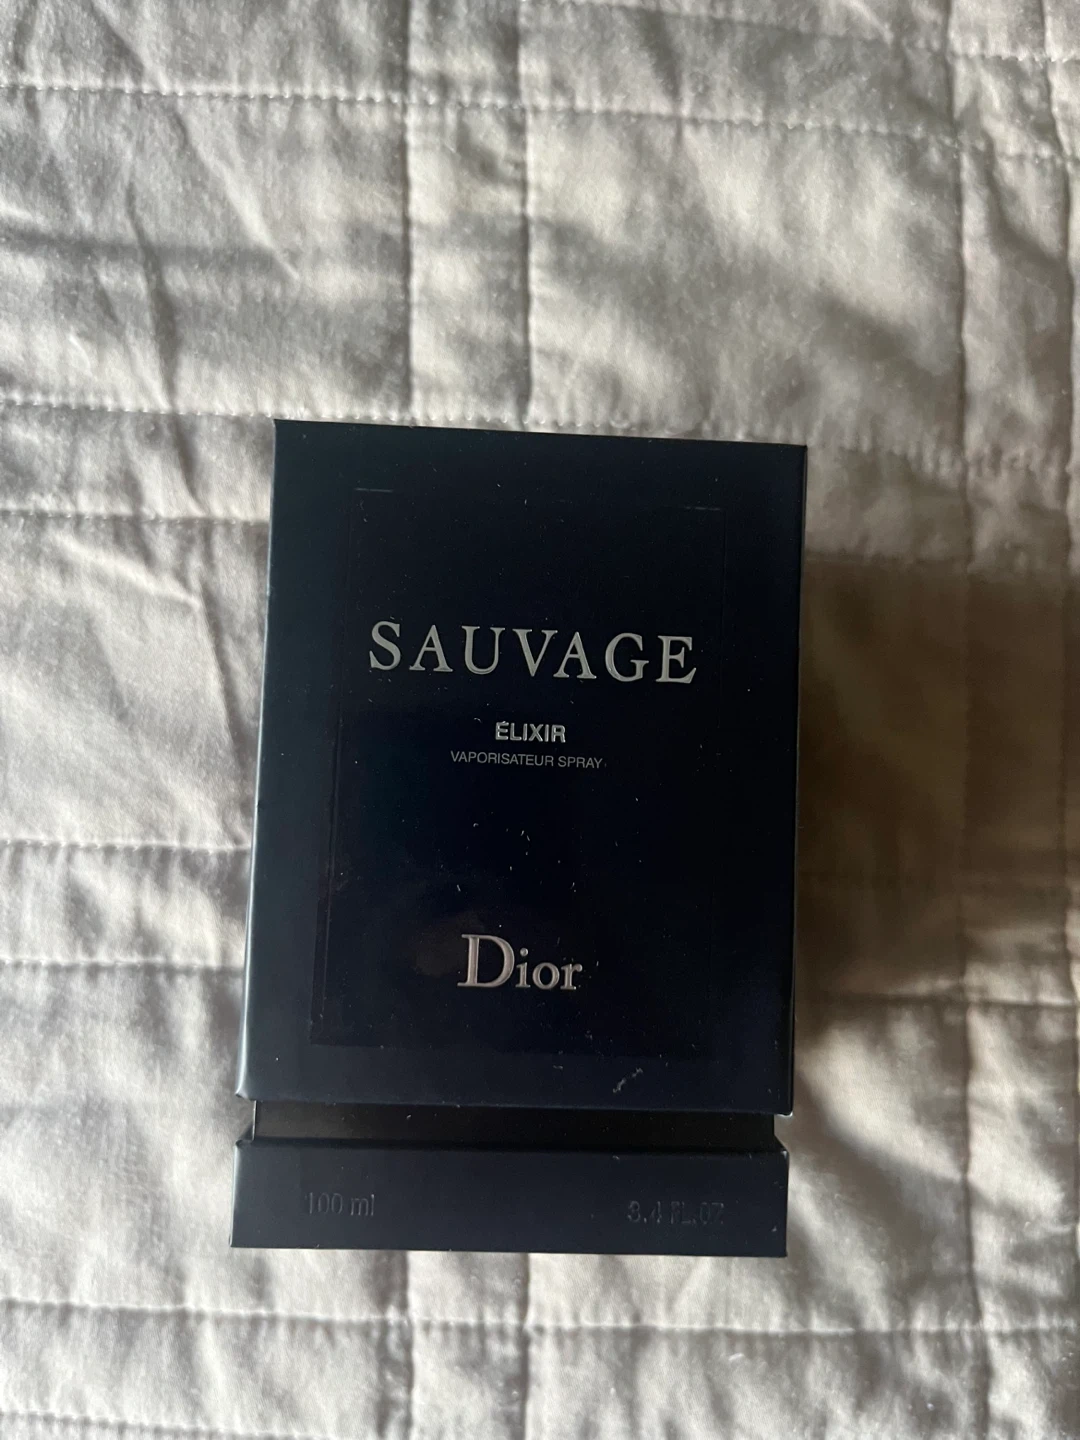 SAUVAGE
ÉLIXIR
VAPORISATEUR SPRAY
Dior
100 ml 3.4 FL.OZ